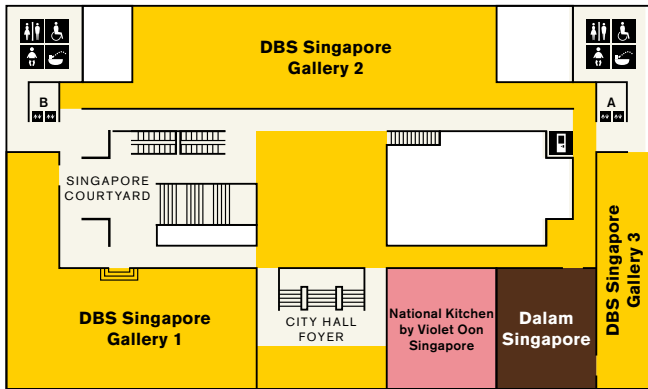 DBS Singapore
Gallery 2
B
A
SINGAPORE
COURTYARD
DBS Singapore
Gallery 3
DBS Singapore
Gallery 1
CITY HALL
FOYER
National Kitchen
by Violet Oon
Singapore
Dalam
Singapore